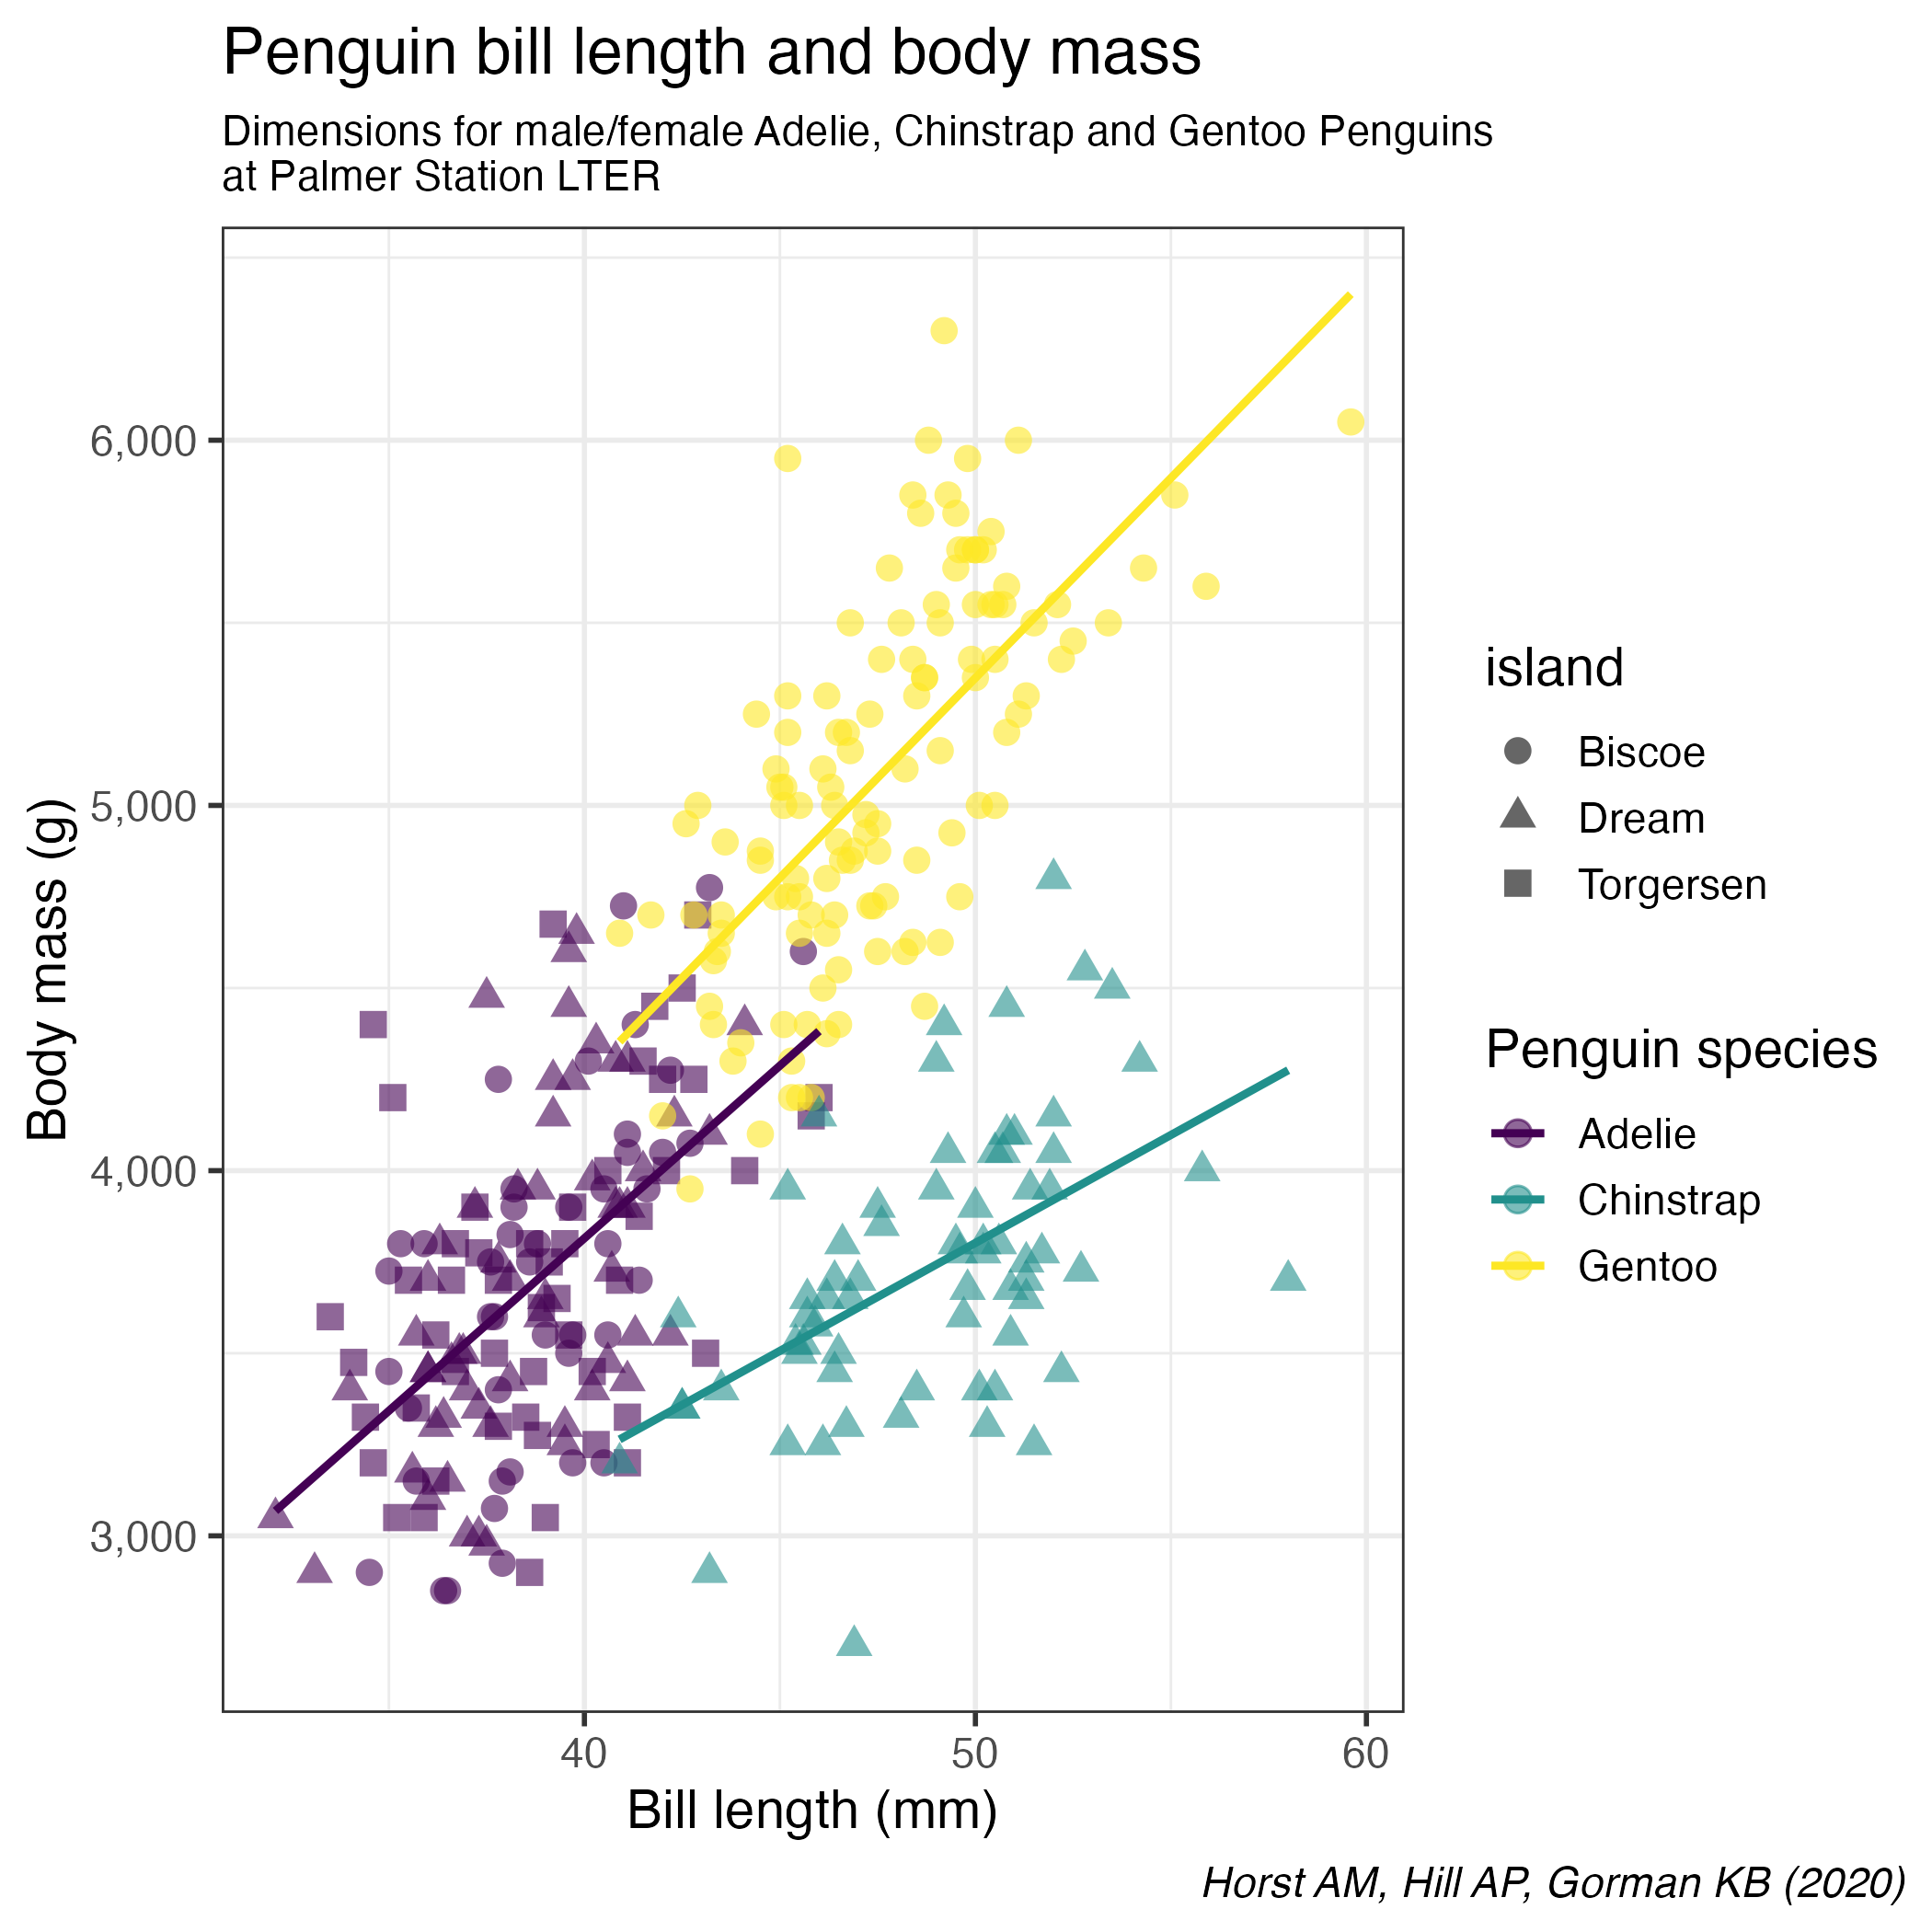 Penguin bill length and body mass
Dimensions for male/female Adelie, Chinstrap and Gentoo Penguins
at Palmer Station LTER
6,000
5,000
4,000
3,000
Body mass (g)
40
50
60
Bill length (mm)
island
Biscoe
Dream
Torgersen
Penguin species
Adelie
Chinstrap
Gentoo
Horst AM, Hill AP, Gorman KB (2020)